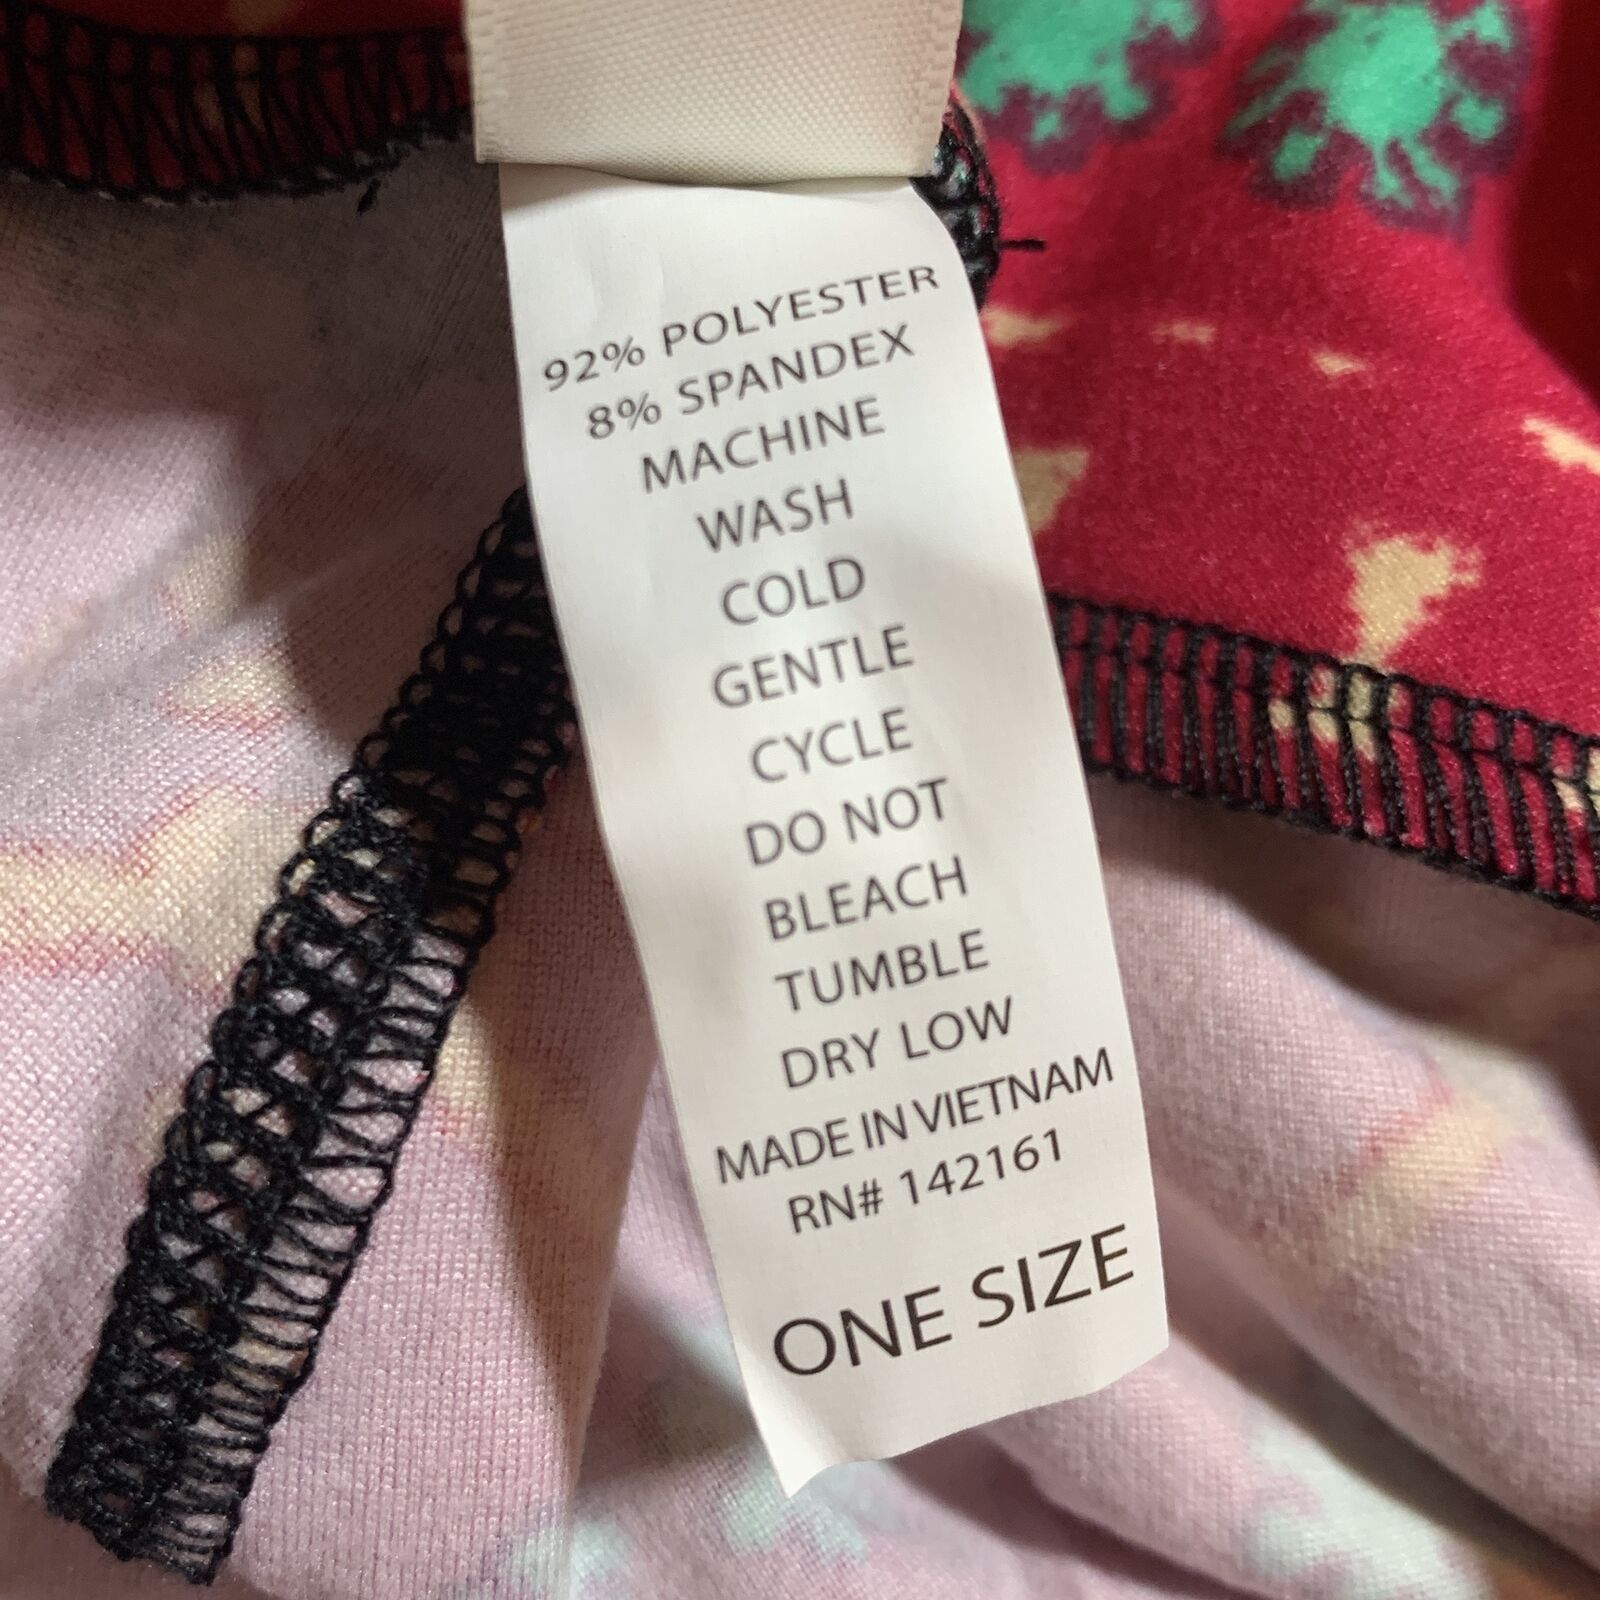 92% POLYESTER
8% SPANDEX
MACHINE
WASH
COLD
GENTLE
CYCLE
DO NOT
BLEACH
TUMBLE
DRY LOW
MADE IN VIETNAM
RN# 142161
ONE SIZE